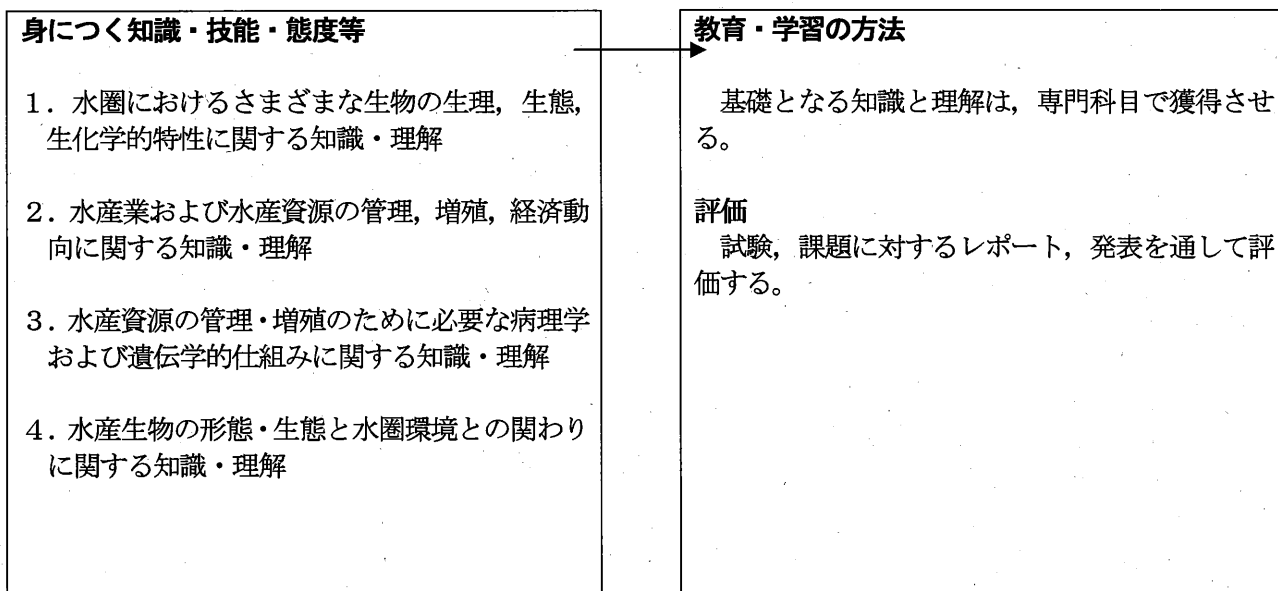 身につく知識・技能・態度等
1．水圏におけるさまざまな生物の生理，生態，
生化学的特性に関する知識・理解
2．水産業および水産資源の管理，増殖，経済動
向に関する知識・理解
3．水産資源の管理・増殖のために必要な病理学
および遺伝学的仕組みに関する知識・理解
4．水産生物の形態・生態と水圏環境との関わり
に関する知識・理解
教育・学習の方法
基礎となる知識と理解は，専門科目で獲得させ
る。
評価
試験，課題に対するレポート，発表を通して評
価する。